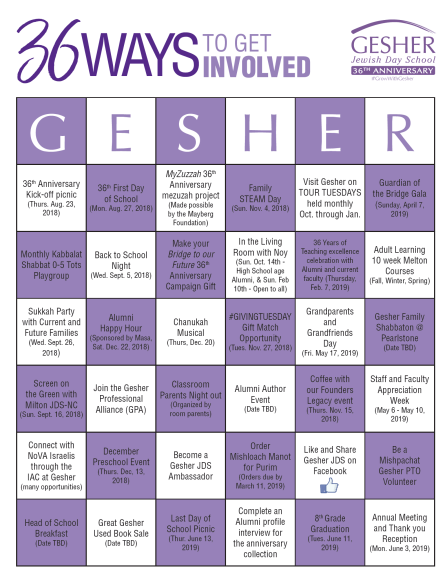 36 WAYS TO GET
INVOLVED
GESHER
Jewish Day School
36TH ANNIVERSARY
#GrowWithGesher
G E S H E R
36th Anniversary
Kick-off picnic
(Thurs. Aug. 23,
2018)
36th First Day
of School
(Mon. Aug. 27, 2018)
MyZuzzah 36th
Anniversary
mezuzah project
(Made possible
by the Mayberg
Foundation)
Family
STEAM Day
(Sun. Nov. 4, 2018)
Visit Gesher on
TOUR TUESDAYS
held monthly
Oct. through Jan.
Guardian of
the Bridge Gala
(Sunday, April 7,
2019)
Monthly Kabbalat
Shabbat 0-5 Tots
Playgroup
Back to School
Night
(Wed. Sept. 5, 2018)
Make your
Bridge to our
Future 36th
Anniversary
Campaign Gift
In the Living
Room with Noy
(Sun. Oct. 14th -
High school age
Alumni, & Sun. Feb
10th - Open to all)
36 Years of
Teaching excellence
celebration with
Alumni and current
faculty (Thursday,
Feb. 7, 2019)
Adult Learning
10 week Melton
Courses
(Fall, Winter, Spring)
Sukkah Party
with Current and
Future Families
(Wed. Sept. 26,
2018)
Alumni
Happy Hour
(Sponsored by Masa,
Sat. Dec. 22, 2018)
Chanukah
Musical
(Thurs, Dec. 20)
#GIVINGTUESDAY
Gift Match
Opportunity
(Tues. Nov. 27, 2018)
Grandparents
and
Grandfriends
Day
(Fri. May 17, 2019)
Gesher Family
Shabbaton @
Pearlstone
(Date TBD)
Screen on
the Green with
Milton JDS-NC
(Sun. Sept. 16, 2018)
Join the Gesher
Professional
Alliance (GPA)
Classroom
Parents Night out
(Organized by
room parents)
Alumni Author
Event
(Date TBD)
Coffee with
our Founders
Legacy event
(Thurs. Nov. 15,
2018)
Staff and Faculty
Appreciation
Week
(May 6 - May 10,
2019)
Connect with
NoVA Israelis
through the
IAC at Gesher
(many opportunities)
December
Preschool Event
(Thurs. Dec. 13,
2018)
Become a
Gesher JDS
Ambassador
Order
Mishloach Manot
for Purim
(Orders due by
March 11, 2019)
Like and Share
Gesher JDS on
Facebook
Be a
Mishpachat
Gesher PTO
Volunteer
Head of School
Breakfast
(Date TBD)
Great Gesher
Used Book Sale
(Date TBD)
Last Day of
School Picnic
(Thur. June 13,
2019)
Complete an
Alumni profile
interview for
the anniversary
collection
8th Grade
Graduation
(Tues. June 11,
2019)
Annual Meeting
and Thank you
Reception
(Mon. June 3, 2019)